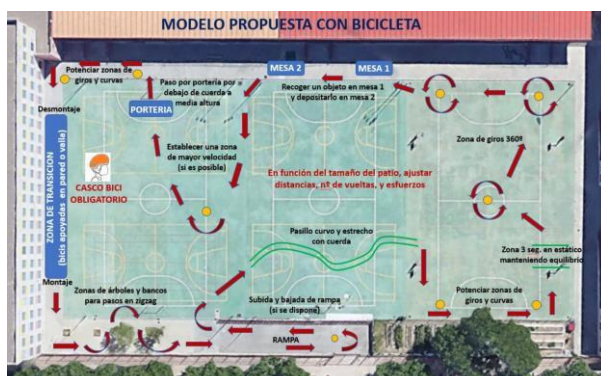 MODELO PROPUESTA CON BICICLETA
Potenciar zonas de
giros y curvas
Paso por portería por
debajo de cuerda a
media altura
MESA 2
MESA 1
Recoger un objeto en mesa 1
y depositarlo en mesa 2
Desmontaje
PORTERIA
ZONA DE TRANSICION
(bicis apoyadas en pared o valla)
CASCO BICI
OBLIGATORIO
Establecer una zona
de mayor velocidad
(si es posible)
Zona de giros 360º
En función del tamaño del patio, ajustar
distancias, nº de vueltas, y esfuerzos
Pasillo curvo y estrecho
con cuerda
Zona 3 seg. en estático
manteniendo equilibrio
Montaje
Zonas de árboles y bancos
para pasos en zigzag
Subida y bajada de rampa
(si se dispone)
Potenciar zonas de
giros y curvas
RAMPA